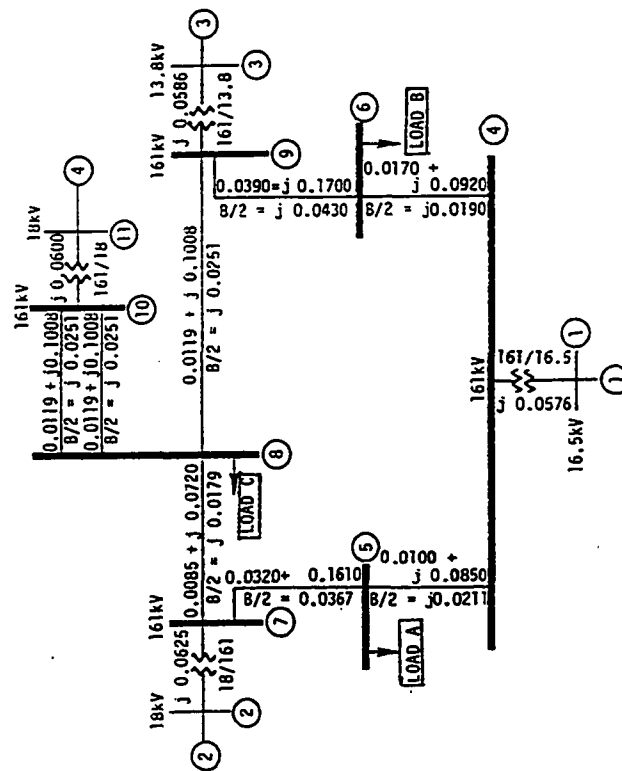 18kV
2
2
j 0.0625
18/161
161kV
7
0.0085 + j 0.0720
B/2 = j 0.0179
LOAD C
8
0.0119 + j0.1008
B/2 = j 0.0251
0.0119 + j0.1008
B/2 = j 0.0251
161kV
10
j 0.0600
161/18
18kV
11
4
0.0119 + j 0.1008
B/2 = j 0.0251
161kV
9
j 0.0586
161/13.8
13.8kV
3
3
0.0320+ 0.1610
B/2 = 0.0367
5
LOAD A
0.0100 +
j 0.0850
B/2 = j0.0211
0.0390=j 0.1700
B/2 = j 0.0430
6
LOAD B
0.0170 +
j 0.0920
B/2 = j0.0190
4
161kV
161/16.5
j 0.0576
16.5kV
1
1